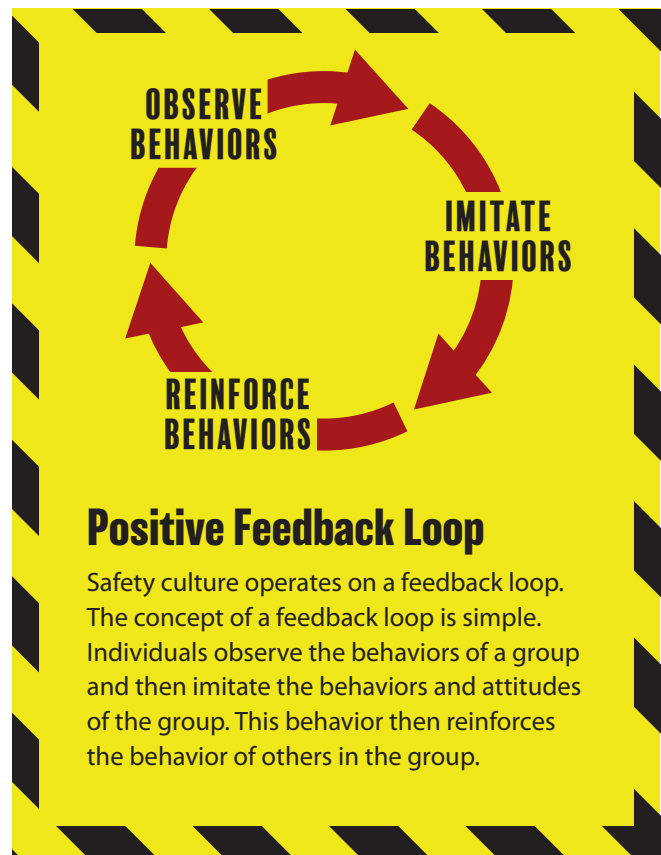 OBSERVE
BEHAVIORS
IMITATE
BEHAVIORS
REINFORCE
BEHAVIORS
Positive Feedback Loop
Safety culture operates on a feedback loop.
The concept of a feedback loop is simple.
Individuals observe the behaviors of a group
and then imitate the behaviors and attitudes
of the group. This behavior then reinforces
the behavior of others in the group.